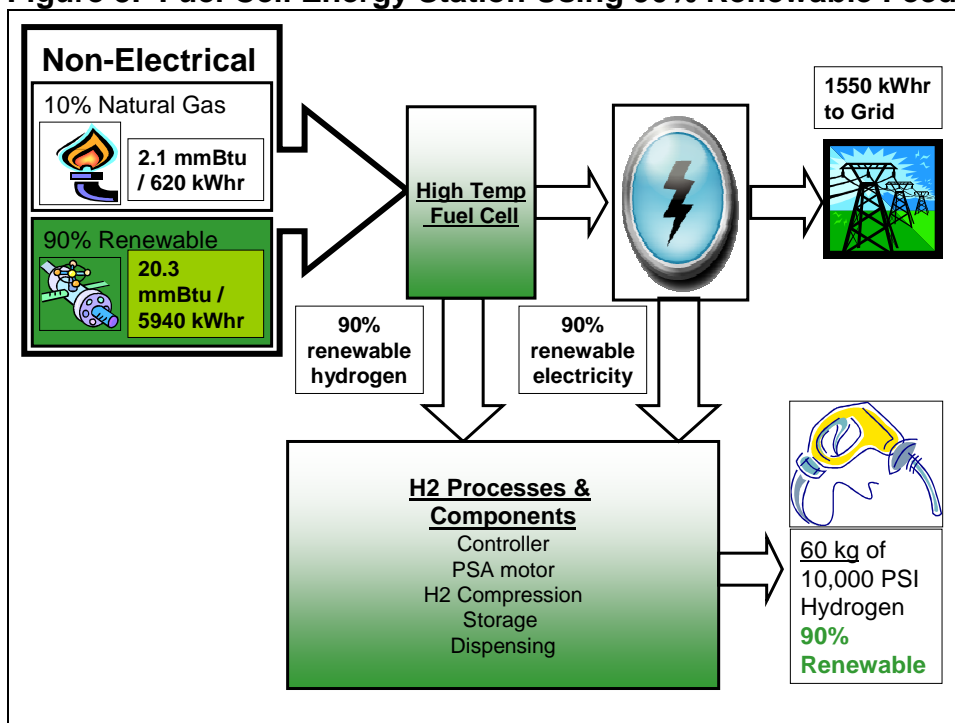 Non-Electrical
10% Natural Gas
2.1 mmBtu
/ 620 kWhr
90% Renewable
20.3
mmBtu /
5940 kWhr
High Temp
Fuel Cell
1550 kWhr
to Grid
90%
renewable
hydrogen
90%
renewable
electricity
H2 Processes &
Components
Controller
PSA motor
H2 Compression
Storage
Dispensing
60 kg of
10,000 PSI
Hydrogen
90%
Renewable